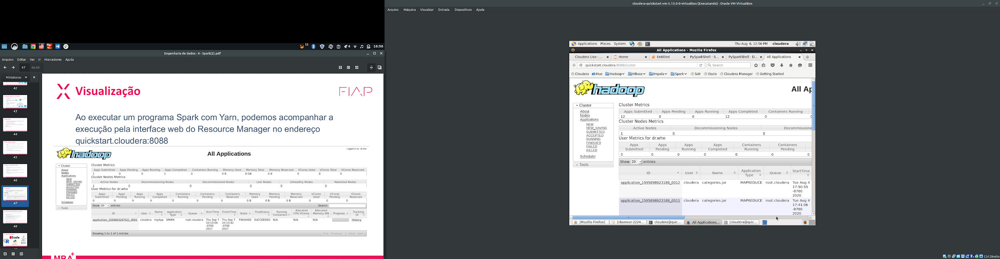 cloudera-quickstart-vm-5.13.0-0-virtualbox [Executando] - Oracle VM VirtualBox
Arquivo Máquina Visualizar Entrada Dispositivos Ajuda
11
4
16:56
Engenharia de dados - 4 - Spark(2).pdf
Arquivo Editar Ver Ir Marcadores Ajuda
47 de 60
Miniaturas
42
43
44
45
46
47
48
Scala
R
Java
Visualização
FIAP
Ao executar um programa Spark com Yarn, podemos acompanhar a
execução pela interface web do Resource Manager no endereço
quickstart.cloudera:8088
Logged in as: dr.who
hadoop
All Applications
Cluster
About
Nodes
Applications
NEW
NEW_SAVING
SUBMITTED
ACCEPTED
RUNNING
FINISHED
FAILED
KILLED
Scheduler
Tools
Cluster Metrics
Apps Submitted Apps Pending Apps Running Apps Completed Containers Running Memory Used Memory Total Memory Reserved VCores Used VCores Total VCores Reserved
1 0 0 1 0 0 B 8 GB 0 B 0 8 0
Cluster Nodes Metrics
Active Nodes Decommissioning Nodes Decommissioned Nodes Lost Nodes Unhealthy Nodes Rebooted Nodes
1 0 0 0 0 0
User Metrics for dr.who
Apps Submitted Apps Pending Apps Running Apps Completed Containers Running Containers Pending Containers Reserved Memory Used Memory Pending Memory Reserved VCores Used VCores Pending VCores Reserved
0 0 0 0 0 0 0 0 B 0 B 0 B 0 0 0
Show 20 entries Search:
ID User Name Application Type Queue StartTime FinishTime State FinalStatus Running Containers Allocated CPU VCores Allocated Memory MB Progress Tracking UI
application_1504803247521_0001 cloudera myApp SPARK root.cloudera Thu Sep 7 10:13:04 -0700 2017 Thu Sep 7 10:13:42 -0700 2017 FINISHED SUCCEEDED N/A N/A N/A History
Showing 1 to 1 of 1 entries First Previous 1 Next Last
MBA+
Applications Places System Thu Aug 6, 12:56 PM cloudera
All Applications - Mozilla Firefox
Cloudera Live : ... Home Untitled PySparkShell - S... PySparkShell - D... All Applications
quickstart.cloudera:8088/cluster Search
Cloudera Hue Hadoop HBase Impala Spark Solr Oozie Cloudera Manager Getting Started
hadoop
All Ap
Cluster
About
Nodes
Applications
NEW
NEW_SAVING
SUBMITTED
ACCEPTED
RUNNING
FINISHED
FAILED
KILLED
Scheduler
Tools
Cluster Metrics
Apps Submitted Apps Pending Apps Running Apps Completed Containers Running
12 0 0 12 0 0
Cluster Nodes Metrics
Active Nodes Decommissioning Nodes Decommissione
1 0 0
User Metrics for dr.who
Apps Submitted Apps Pending Apps Running Apps Completed Containers Running Containers Pending
0 0 0 0 0 0 0
Show 20 entries
ID User Name Application Type Queue StartTime
application_1595898623188_0012 cloudera categories.jar MAPREDUCE root.cloudera Tue Aug 4 17:50:55 -0700 2020
application_1595898623188_0011 cloudera categories.jar MAPREDUCE root.cloudera Tue Aug 4 17:41:06 -0700 2020
[Mozilla Firefox] [nbserver-2224... cloudera@quic... All Applications... [cloudera@quic...
Ctrl Direito